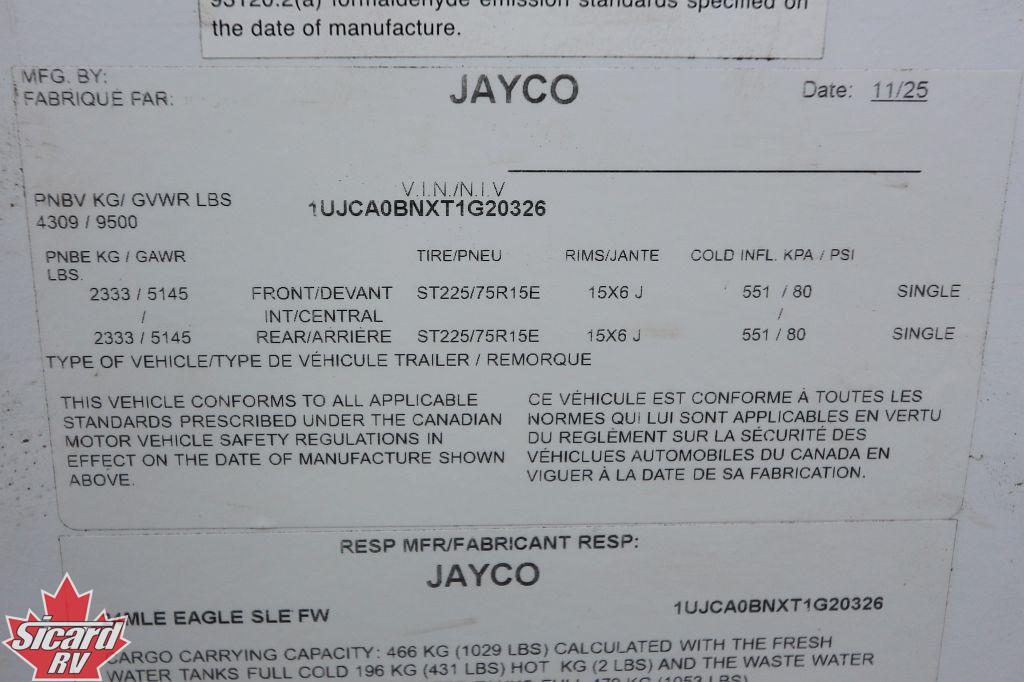 93120.2(a) formaldehyde emission standards specified on
the date of manufacture.
MFG. BY:
FABRIQUÉ PAR:
JAYCO
Date: 11/25
V.I.N./N.I.V
PNBV KG/ GVWR LBS
4309 / 9500
1UJCA0BNXT1G20326
PNBE KG / GAWR LBS. TIRE/PNEU RIMS/JANTE COLD INFL. KPA / PSI
2333 / 5145 FRONT/DEVANT ST225/75R15E 15X6 J 551 / 80 SINGLE
/ INT/CENTRAL /
2333 / 5145 REAR/ARRIÈRE ST225/75R15E 15X6 J 551 / 80 SINGLE
TYPE OF VEHICLE/TYPE DE VÉHICULE TRAILER / REMORQUE
THIS VEHICLE CONFORMS TO ALL APPLICABLE
STANDARDS PRESCRIBED UNDER THE CANADIAN
MOTOR VEHICLE SAFETY REGULATIONS IN
EFFECT ON THE DATE OF MANUFACTURE SHOWN
ABOVE.
CE VÉHICULE EST CONFORME À TOUTES LES
NORMES QUI LUI SONT APPLICABLES EN VERTU
DU REGLÈMENT SUR LA SÉCURITÉ DES
VÉHICLUES AUTOMOBILES DU CANADA EN
VIGUER À LA DATE DE SA FABRICATION.
RESP MFR/FABRICANT RESP:
JAYCO
EAGLE SLE FW
1UJCA0BNXT1G20326
CARGO CARRYING CAPACITY: 466 KG (1029 LBS) CALCULATED WITH THE FRESH
WATER TANKS FULL COLD 196 KG (431 LBS) HOT KG (2 LBS) AND THE WASTE WATER
Sicard
RV